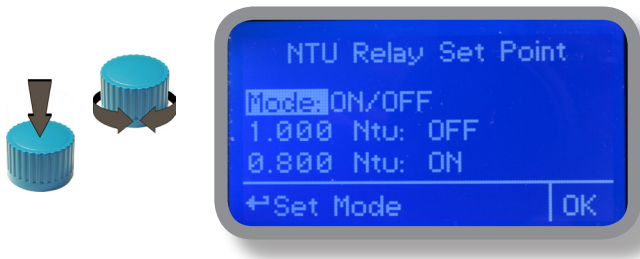 NTU Relay Set Point
Mode: ON/OFF
1.000 Ntu: OFF
0.800 Ntu: ON
↵Set Mode OK